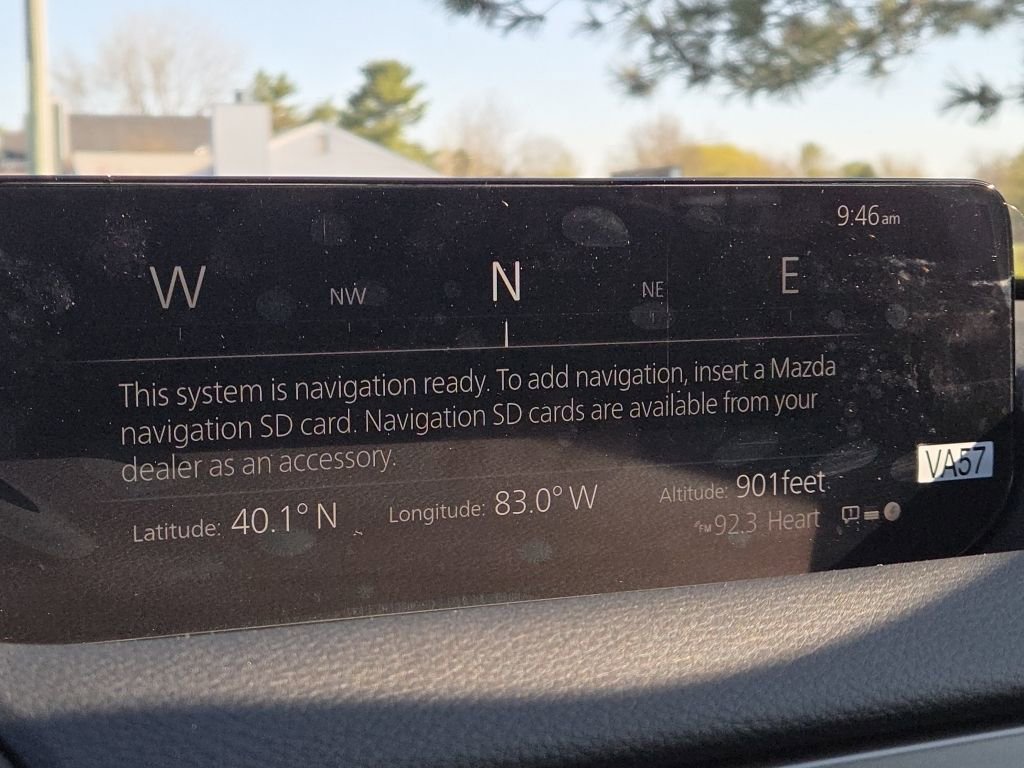 9:46 am
W NW N NE E
This system is navigation ready. To add navigation, insert a Mazda
navigation SD card. Navigation SD cards are available from your
dealer as an accessory.
VA57
Latitude: 40.1° N Longitude: 83.0° W Altitude: 901feet
FM 92.3 Heart